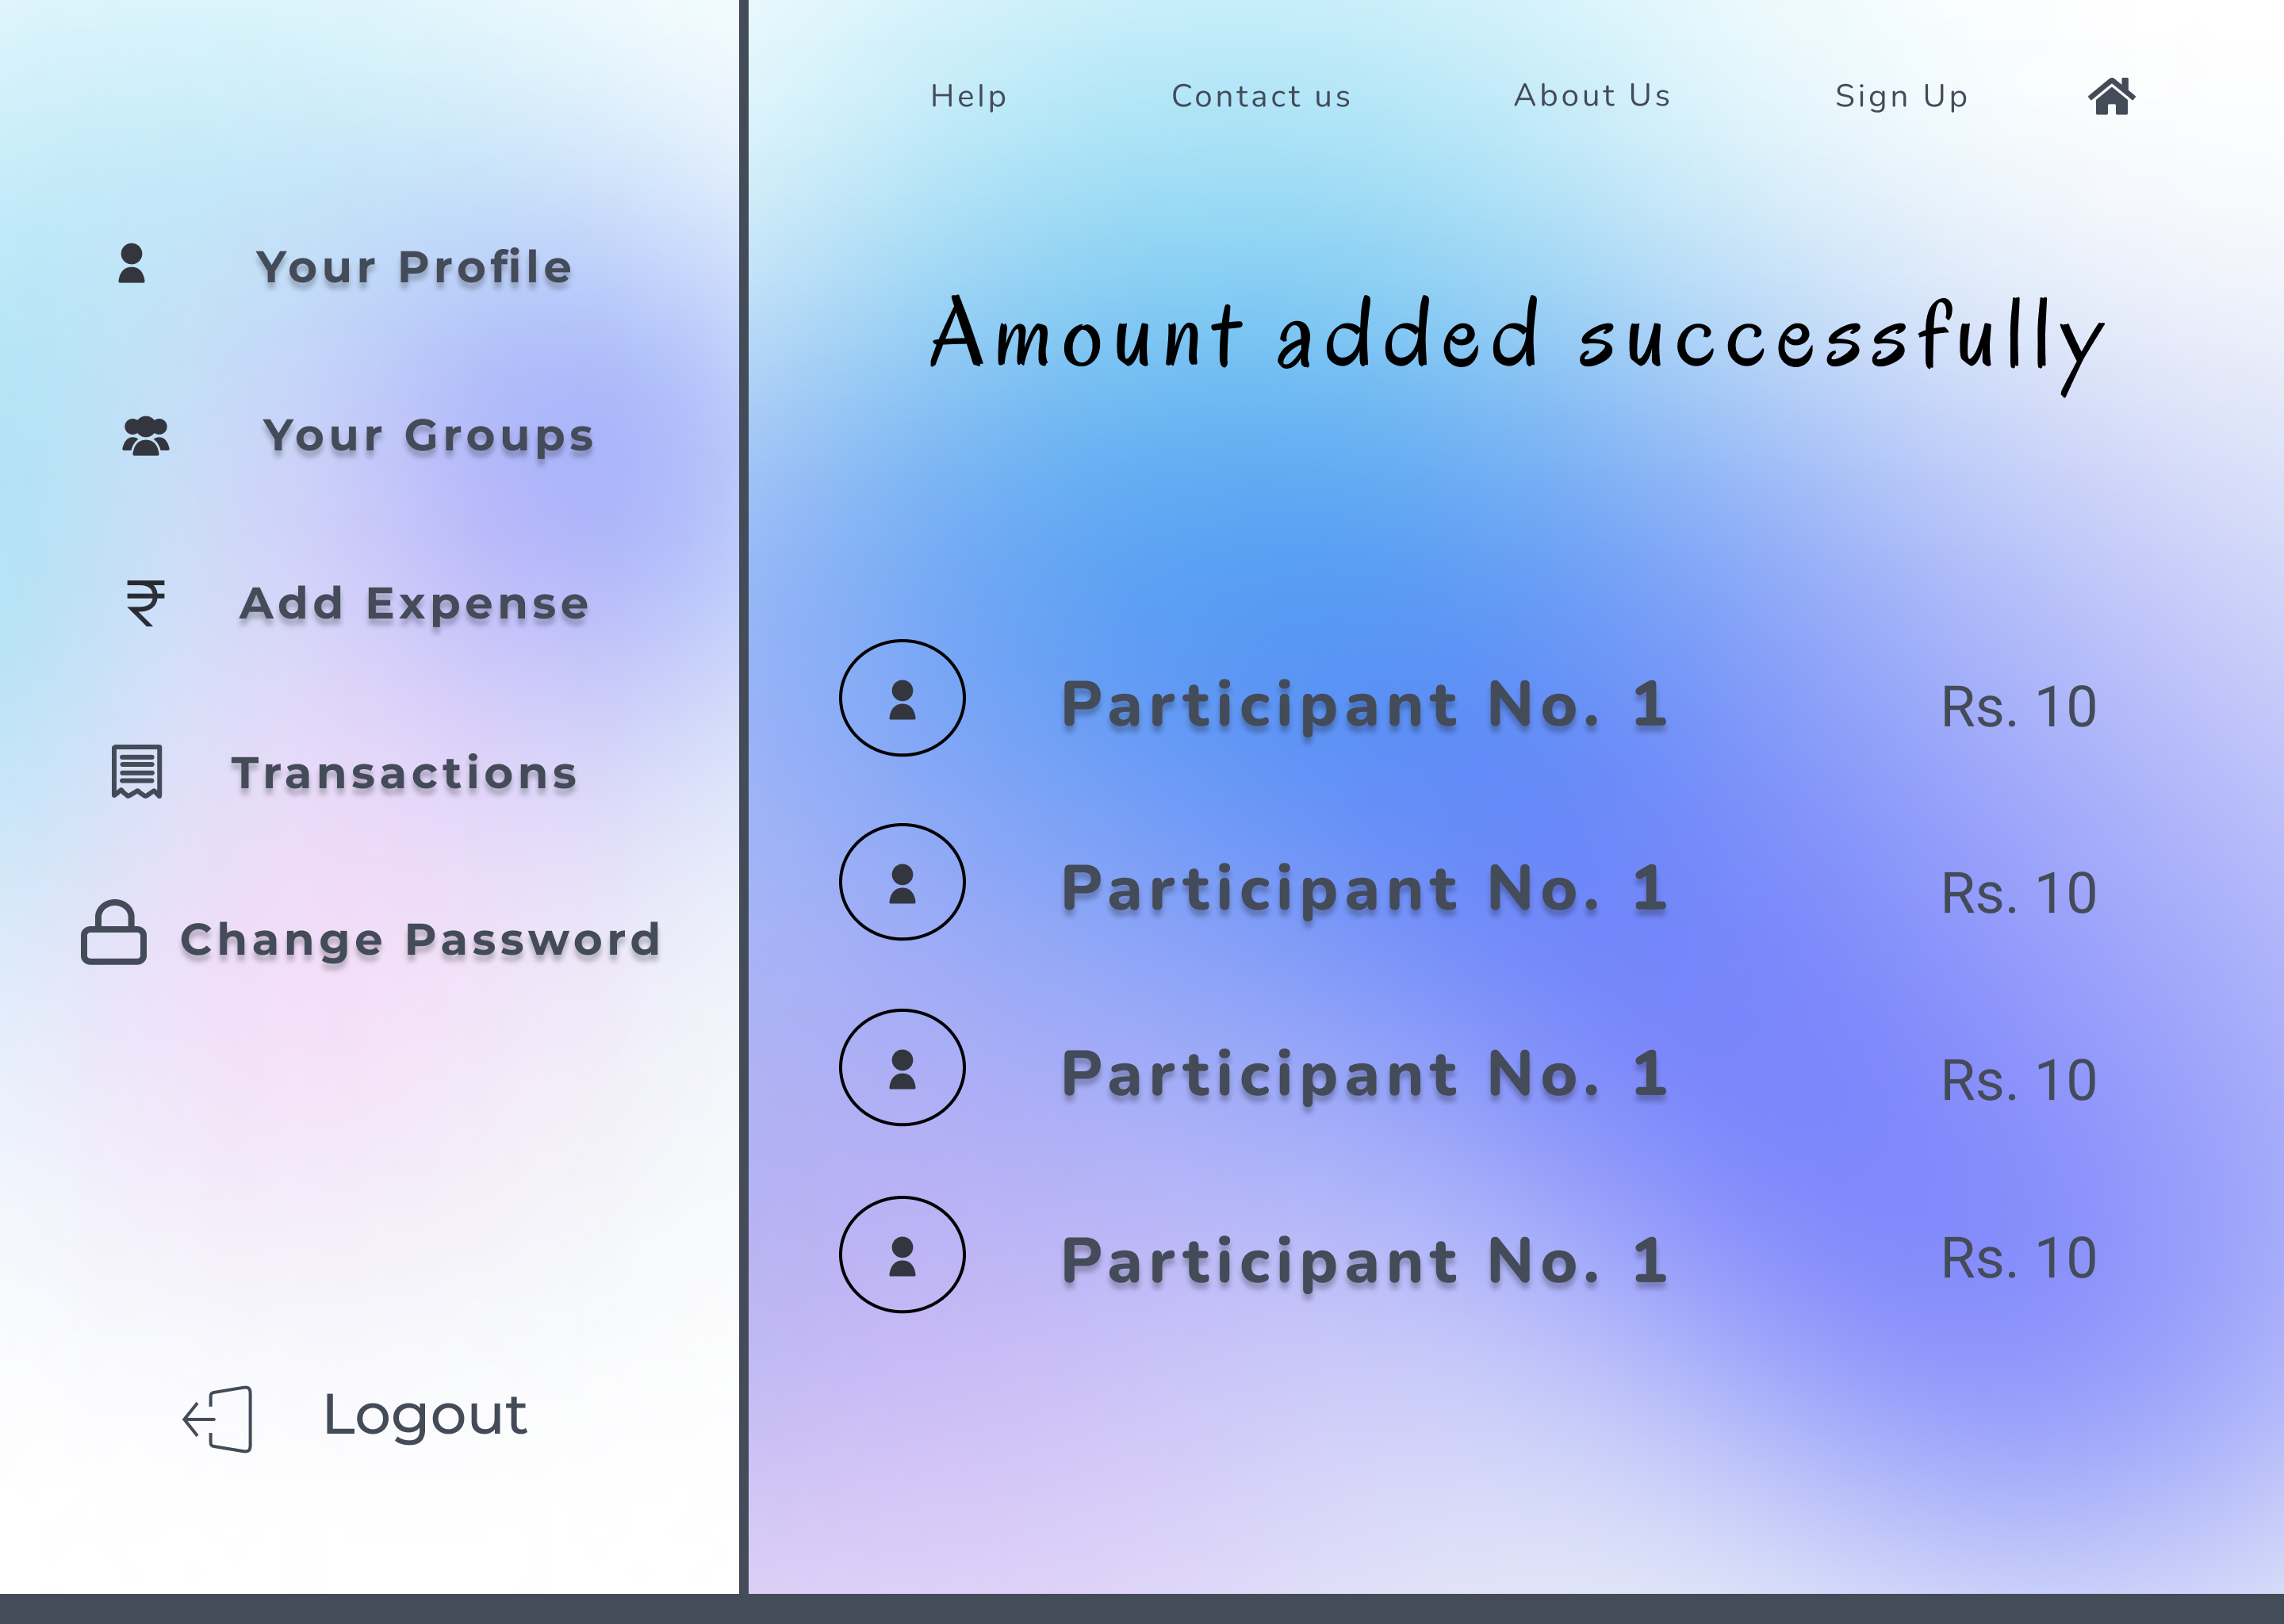 Help Contact us About Us Sign Up
Your Profile
Your Groups
₹ Add Expense
Transactions
Change Password
Logout
Amount added successfully
Participant No. 1 Rs. 10
Participant No. 1 Rs. 10
Participant No. 1 Rs. 10
Participant No. 1 Rs. 10